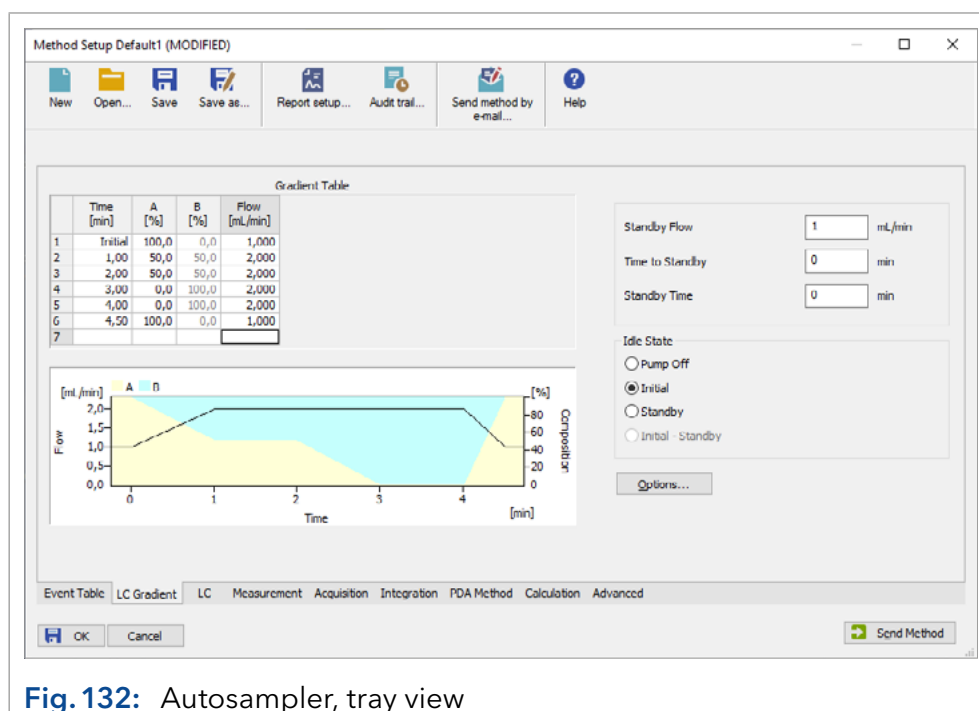 Method Setup Default1 (MODIFIED)
New Open... Save Save as... Report setup... Audit trail... Send method by e-mail... Help
Gradient Table
Time [min] A [%] B [%] Flow [mL/min]
1 Initial 100,0 0,0 1,000
2 1,00 50,0 50,0 2,000
3 2,00 50,0 50,0 2,000
4 3,00 0,0 100,0 2,000
5 4,00 0,0 100,0 2,000
6 4,50 100,0 0,0 1,000
7
Standby Flow 1 mL/min
Time to Standby 0 min
Standby Time 0 min
Idle State
Pump Off
Initial
Standby
Initial - Standby
Options...
[mL/min] A B [%]
2,0
1,5
1,0
0,5
0,0
Flow
80
60
40
20
0
Composition
0 1 2 3 4
Time [min]
Event Table LC Gradient LC Measurement Acquisition Integration PDA Method Calculation Advanced
OK Cancel Send Method
Fig. 132: Autosampler, tray view